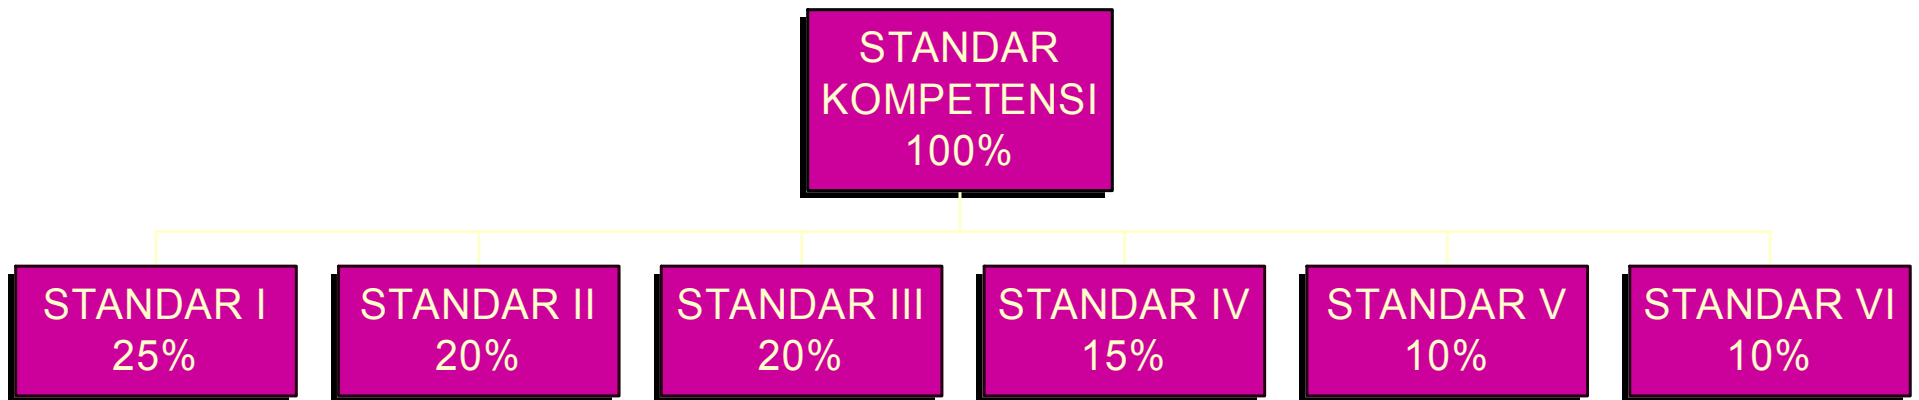 STANDAR
KOMPETENSI
100%
STANDAR I
25%
STANDAR II
20%
STANDAR III
20%
STANDAR IV
15%
STANDAR V
10%
STANDAR VI
10%